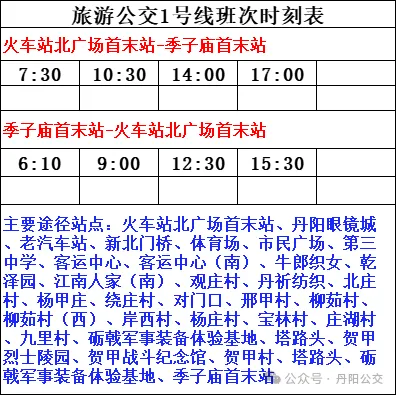 旅游公交1号线班次时刻表
火车站北广场首末站-季子庙首末站
7:30 10:30 14:00 17:00
季子庙首末站-火车站北广场首末站
6:10 9:00 12:30 15:30
主要途径站点：火车站北广场首末站、丹阳眼镜城
、老汽车站、新北门桥、体育场、市民广场、第三
中学、客运中心、客运中心（南）、牛郎织女、乾
泽园、江南人家（南）、观庄村、丹祈纺织、北庄
村、杨甲庄、绕庄村、对门口、邢甲村、柳茹村、
柳茹村（西）、岸西村、杨庄村、宝林村、庄湖村
、九里村、砺戟军事装备体验基地、塔路头、贺甲
烈士陵园、贺甲战斗纪念馆、贺甲村、塔路头、砺
戟军事装备体验基地、季子庙首末站
公众号·丹阳公交